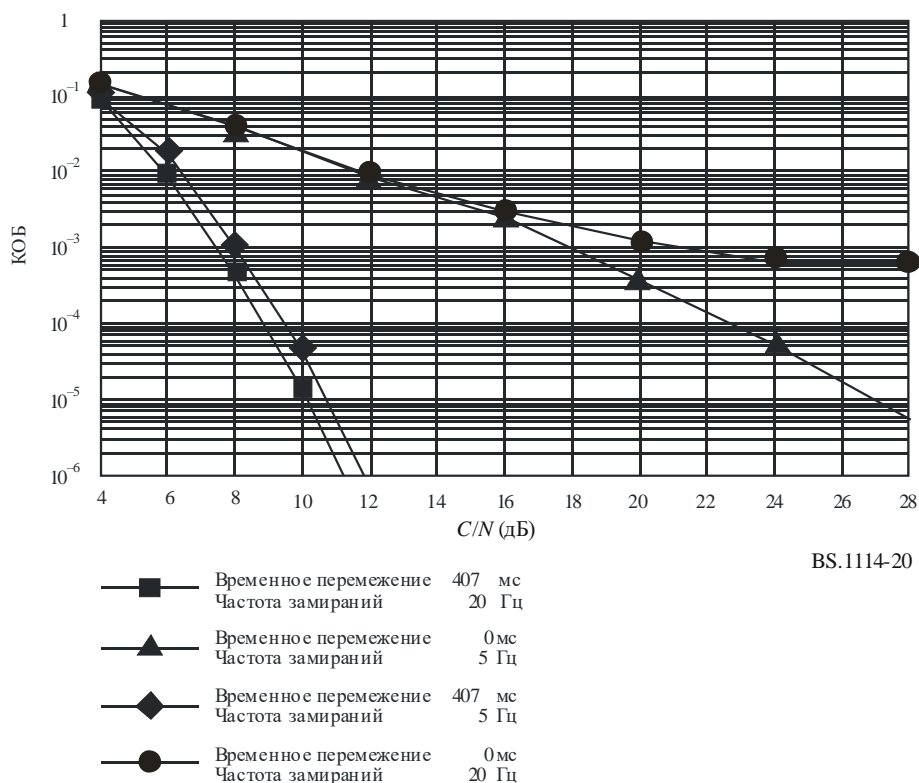 1
10⁻¹
10⁻²
10⁻³
10⁻⁴
10⁻⁵
10⁻⁶
КОБ
4 6 8 10 12 14 16 18 20 22 24 26 28
C/N (дБ)
BS.1114-20
Временное перемежение 407 мс
Частота замираний 20 Гц
Временное перемежение 0 мс
Частота замираний 5 Гц
Временное перемежение 407 мс
Частота замираний 5 Гц
Временное перемежение 0 мс
Частота замираний 20 Гц